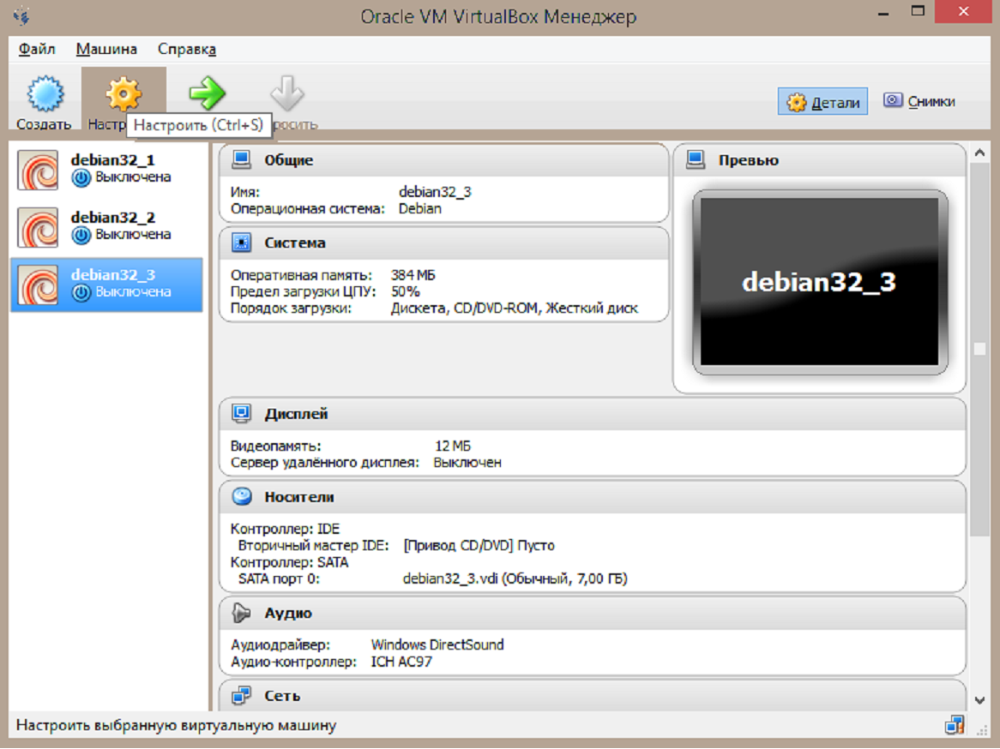 Oracle VM VirtualBox Менеджер
Файл Машина Справка
Создать
Настр
Настроить (Ctrl+S)
росить
Детали
Снимки
debian32_1
Выключена
debian32_2
Выключена
debian32_3
Выключена
Общие
Имя: debian32_3
Операционная система: Debian
Система
Оперативная память: 384 МБ
Предел загрузки ЦПУ: 50%
Порядок загрузки: Дискета, CD/DVD-ROM, Жесткий диск
Превью
debian32_3
Дисплей
Видеопамять: 12 МБ
Сервер удалённого дисплея: Выключен
Носители
Контроллер: IDE
Вторичный мастер IDE: [Привод CD/DVD] Пусто
Контроллер: SATA
SATA порт 0: debian32_3.vdi (Обычный, 7,00 ГБ)
Аудио
Аудиодрайвер: Windows DirectSound
Аудио-контроллер: ICH AC97
Сеть
Настроить выбранную виртуальную машину